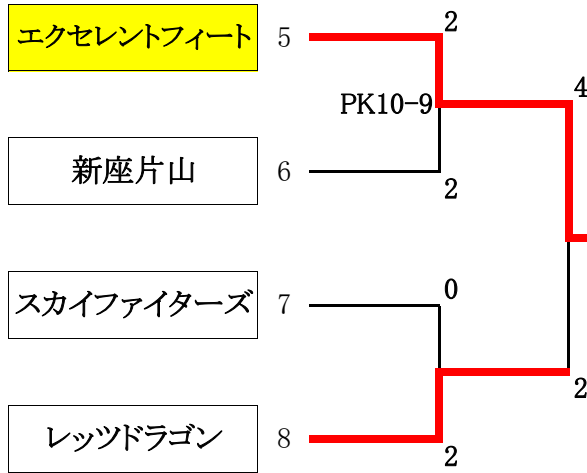 エクセレントフィート 5 2
PK10-9 4
新座片山 6 2
スカイファイターズ 7 0
2
レッツドラゴン 8 2